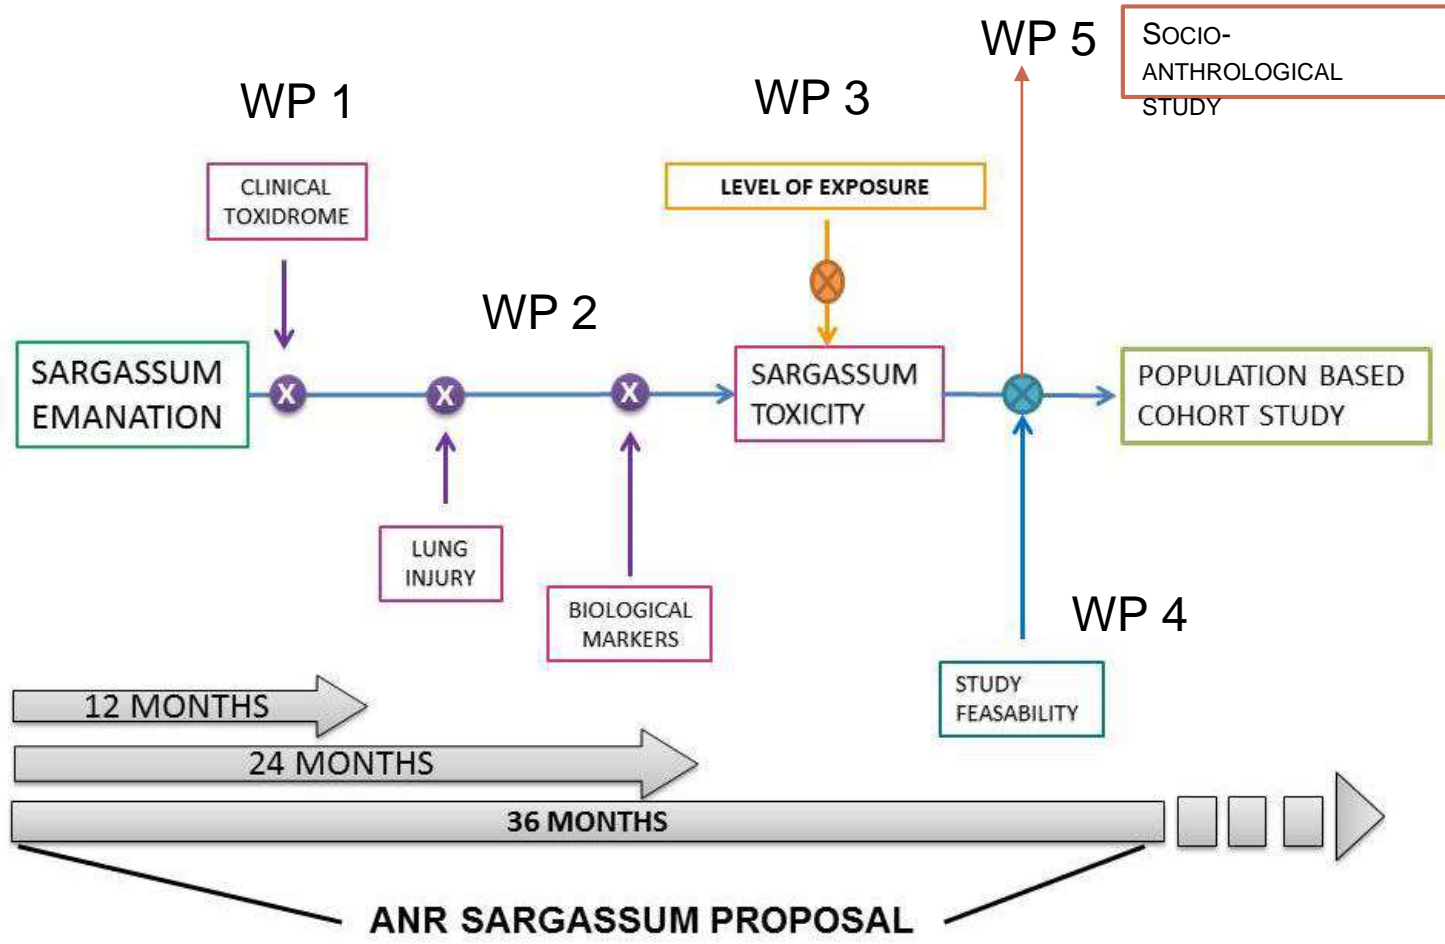 WP 5
SOCIO-
ANTHROLOGICAL
STUDY
WP 1
WP 3
CLINICAL
TOXIDROME
LEVEL OF EXPOSURE
WP 2
SARGASSUM
EMANATION
X
X
X
SARGASSUM
TOXICITY
POPULATION BASED
COHORT STUDY
LUNG
INJURY
BIOLOGICAL
MARKERS
WP 4
STUDY
FEASABILITY
12 MONTHS
24 MONTHS
36 MONTHS
ANR SARGASSUM PROPOSAL